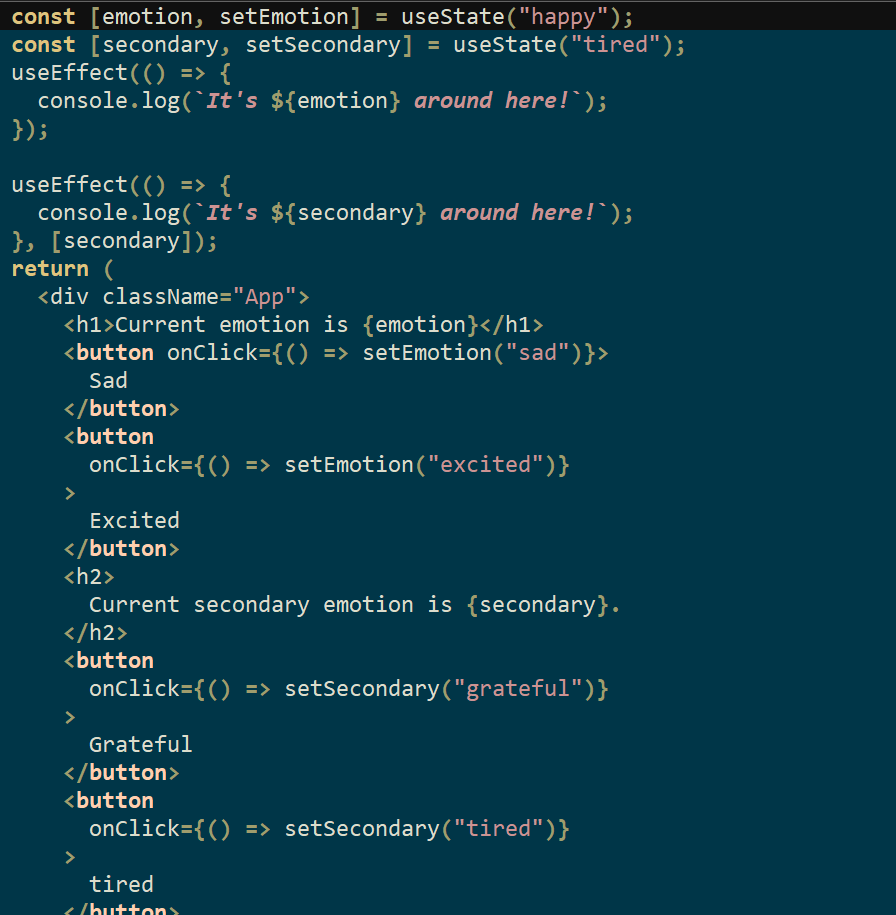 const [emotion, setEmotion] = useState("happy");
const [secondary, setSecondary] = useState("tired");
useEffect(() => {
  console.log(`It's ${emotion} around here!`);
});

useEffect(() => {
  console.log(`It's ${secondary} around here!`);
}, [secondary]);
return (
  <div className="App">
    <h1>Current emotion is {emotion}</h1>
    <button onClick={() => setEmotion("sad")}>
      Sad
    </button>
    <button
      onClick={() => setEmotion("excited")}
    >
      Excited
    </button>
    <h2>
      Current secondary emotion is {secondary}.
    </h2>
    <button
      onClick={() => setSecondary("grateful")}
    >
      Grateful
    </button>
    <button
      onClick={() => setSecondary("tired")}
    >
      tired
    </button>